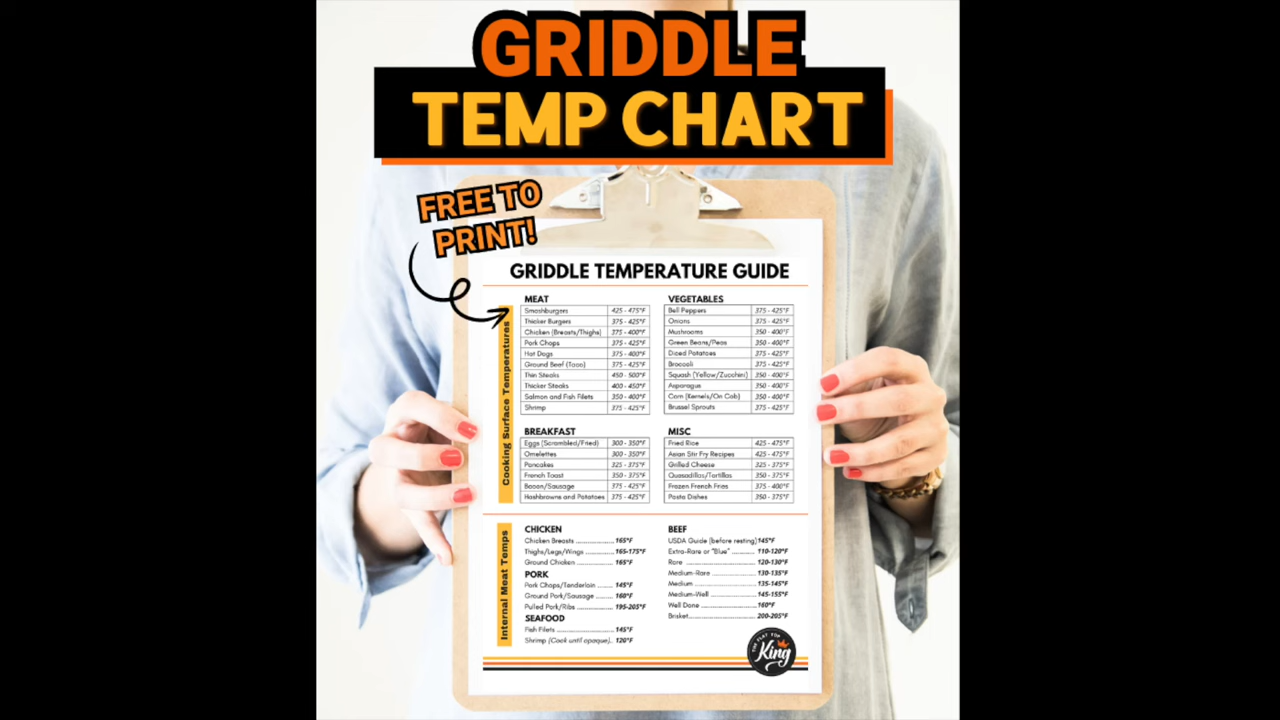 GRIDDLE
TEMP CHART
FREE TO
PRINT!
GRIDDLE TEMPERATURE GUIDE
Cooking Surface Temperatures
MEAT
Smashburgers 425 - 475°F
Thicker Burgers 375 - 425°F
Chicken (Breasts/Thighs) 375 - 400°F
Pork Chops 375 - 425°F
Hot Dogs 375 - 400°F
Ground Beef (Taco) 375 - 425°F
Thin Steaks 450 - 500°F
Thicker Steaks 400 - 450°F
Salmon and Fish Filets 350 - 400°F
Shrimp 375 - 425°F
VEGETABLES
Bell Peppers 375 - 425°F
Onions 375 - 425°F
Mushrooms 350 - 400°F
Green Beans/Peas 350 - 400°F
Diced Potatoes 375 - 425°F
Broccoli 375 - 425°F
Squash (Yellow/Zucchini) 350 - 400°F
Asparagus 350 - 400°F
Corn (Kernels/On Cob) 350 - 400°F
Brussel Sprouts 375 - 425°F
BREAKFAST
Eggs (Scrambled/Fried) 300 - 350°F
Omelettes 300 - 350°F
Pancakes 325 - 375°F
French Toast 350 - 375°F
Bacon/Sausage 375 - 425°F
Hashbrowns and Potatoes 375 - 425°F
MISC
Fried Rice 425 - 475°F
Asian Stir Fry Recipes 425 - 475°F
Grilled Cheese 325 - 375°F
Quesadillas/Tortillas 350 - 375°F
Frozen French Fries 375 - 400°F
Pasta Dishes 350 - 375°F
Internal Meat Temps
CHICKEN
Chicken Breasts .................... 165°F
Thighs/Legs/Wings ............. 165-175°F
Ground Chicken ................... 165°F
PORK
Pork Chops/Tenderloin ........ 145°F
Ground Pork/Sausage ......... 160°F
Pulled Pork/Ribs .................. 195-205°F
SEAFOOD
Fish Filets ............................. 145°F
Shrimp (Cook until opaque).. 120°F
BEEF
USDA Guide (before resting) 145°F
Extra-Rare or "Blue" ........... 110-120°F
Rare .................................... 120-130°F
Medium-Rare ...................... 130-135°F
Medium ............................... 135-145°F
Medium-Well ....................... 145-155°F
Well Done ............................ 160°F
Brisket ................................. 200-205°F
THE FLAT TOP
King